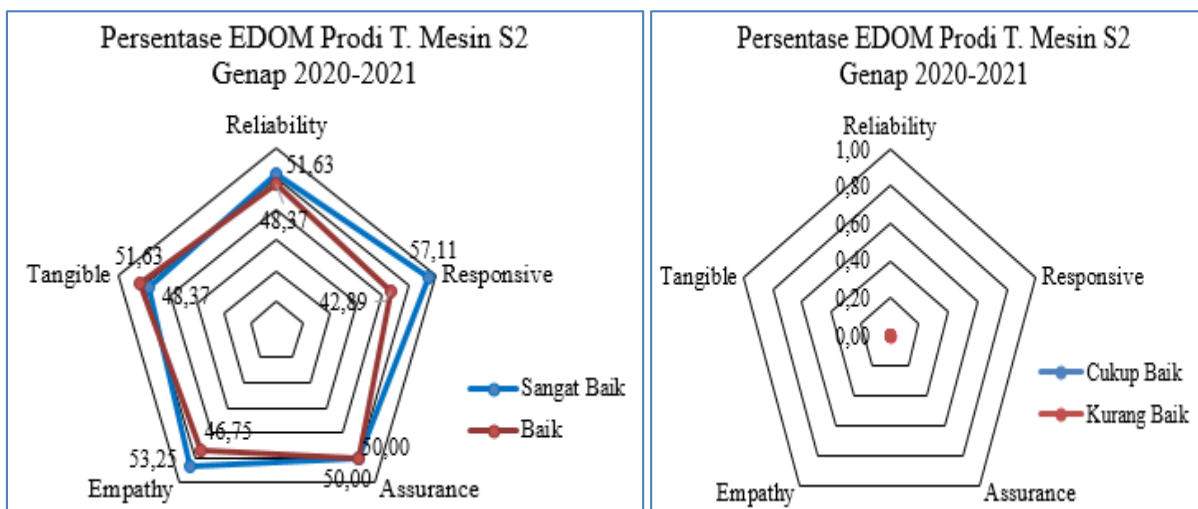 Persentase EDOM Prodi T. Mesin S2
Genap 2020-2021
Reliability
51,63
48,37
57,11
Responsive
42,89
51,63
Tangible
48,37
Sangat Baik
Baik
46,75
53,25
50,00
50,00
Empathy
Assurance
Persentase EDOM Prodi T. Mesin S2
Genap 2020-2021
Reliability
1,00
0,80
0,60
0,40
0,20
0,00
Tangible
Responsive
Cukup Baik
Kurang Baik
Empathy
Assurance